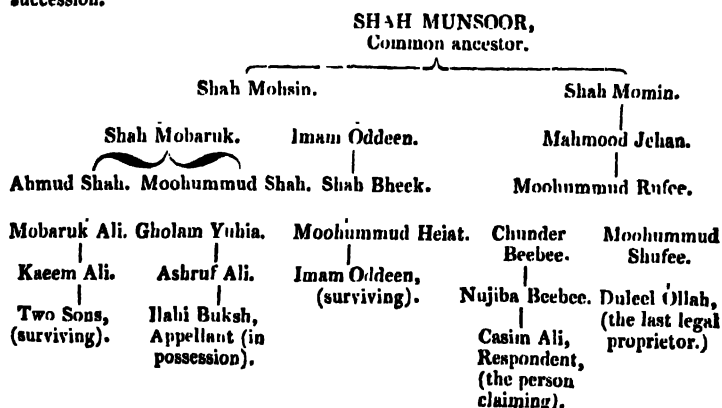 succession.
SHAH MUNSOOR,
Common ancestor.
Shah Mohsin. Shah Momin.
Shah Mobaruk. Imam Oddeen. Mahmood Jehan.
Ahmud Shah. Moohummud Shah. Shah Bheek. Moohummud Rufee.
Mobaruk Ali. Gholam Yuhia. Moohummud Heiat. Chunder Beebee. Moohummud Shufee.
Kaeem Ali. Ashruf Ali. Imam Oddeen, (surviving). Nujiba Beebee. Duleel Ollah, (the last legal proprietor.)
Two Sons, (surviving). Ilahi Buksh, Appellant (in possession). Casim Ali, Respondent, (the person claiming).